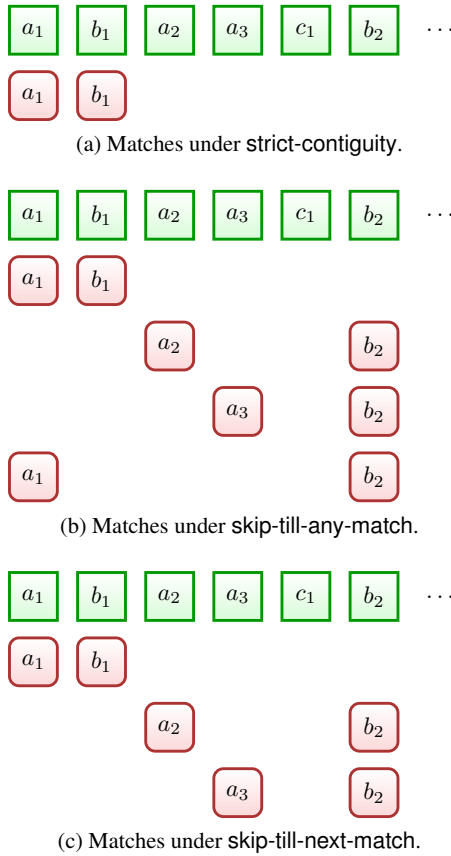 a₁ b₁ a₂ a₃ c₁ b₂ ⋯
a₁ b₁
(a) Matches under strict-contiguity.
a₁ b₁ a₂ a₃ c₁ b₂ ⋯
a₁ b₁
a₂ b₂
a₃ b₂
a₁ b₂
(b) Matches under skip-till-any-match.
a₁ b₁ a₂ a₃ c₁ b₂ ⋯
a₁ b₁
a₂ b₂
a₃ b₂
(c) Matches under skip-till-next-match.